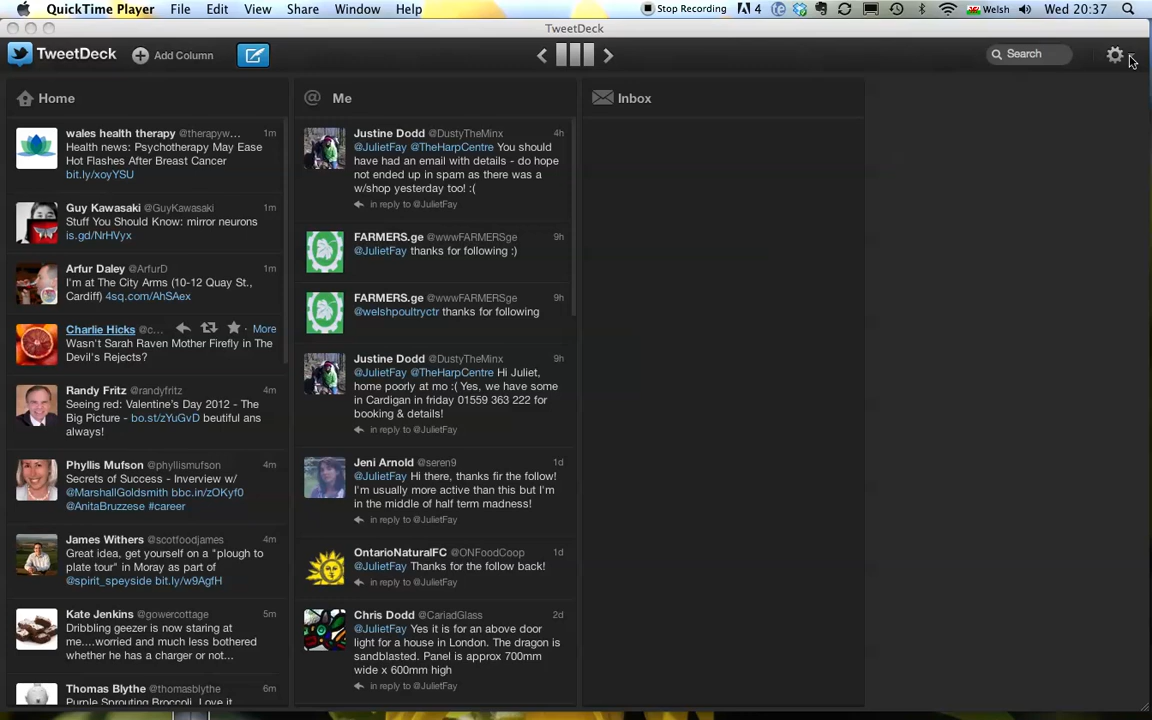 QuickTime Player File Edit View Share Window Help Stop Recording 4 Welsh Wed 20:37
TweetDeck
TweetDeck Add Column Search
Home
wales health therapy @therapyw... 1m
Health news: Psychotherapy May Ease
Hot Flashes After Breast Cancer
bit.ly/xoyYSU
Guy Kawasaki @GuyKawasaki 1m
Stuff You Should Know: mirror neurons
is.gd/NrHVyx
Arfur Daley @ArfurD 1m
I'm at The City Arms (10-12 Quay St.,
Cardiff) 4sq.com/AhSAex
Charlie Hicks @c... More
Wasn't Sarah Raven Mother Firefly in The
Devil's Rejects?
Randy Fritz @randyfritz 4m
Seeing red: Valentine's Day 2012 - The
Big Picture - bo.st/zYuGvD beutiful ans
always!
Phyllis Mufson @phyllismufson 4m
Secrets of Success - Interview w/
@MarshallGoldsmith bbc.in/zOKyf0
@AnitaBruzzese #career
James Withers @scotfoodjames 4m
Great idea, get yourself on a "plough to
plate tour" in Moray as part of
@spirit_speyside bit.ly/w9AgfH
Kate Jenkins @gowercottage 5m
Dribbling geezer is now staring at
me....worried and much less bothered
whether he has a charger or not...
Thomas Blythe @thomasblythe 6m
Purple Sprouting Broccoli. Love it
@ Me
Justine Dodd @DustyTheMinx 4h
@JulietFay @TheHarpCentre You should
have had an email with details - do hope
not ended up in spam as there was a
w/shop yesterday too! :(
in reply to @JulietFay
FARMERS.ge @wwwFARMERSge 9h
@JulietFay thanks for following :)
FARMERS.ge @wwwFARMERSge 9h
@welshpoultryctr thanks for following
Justine Dodd @DustyTheMinx 9h
@JulietFay @TheHarpCentre Hi Juliet,
home poorly at mo :( Yes, we have some
in Cardigan in friday 01559 363 222 for
booking & details!
in reply to @JulietFay
Jeni Arnold @seren9 1d
@JulietFay Hi there, thanks fir the follow!
I'm usually more active than this but I'm
in the middle of half term madness!
in reply to @JulietFay
OntarioNaturalFC @ONFoodCoop 1d
@JulietFay Thanks for the follow back!
in reply to @JulietFay
Chris Dodd @CariadGlass 2d
@JulietFay Yes it is for an above door
light for a house in London. The dragon is
sandblasted. Panel is approx 700mm
wide x 600mm high
in reply to @JulietFay
Inbox